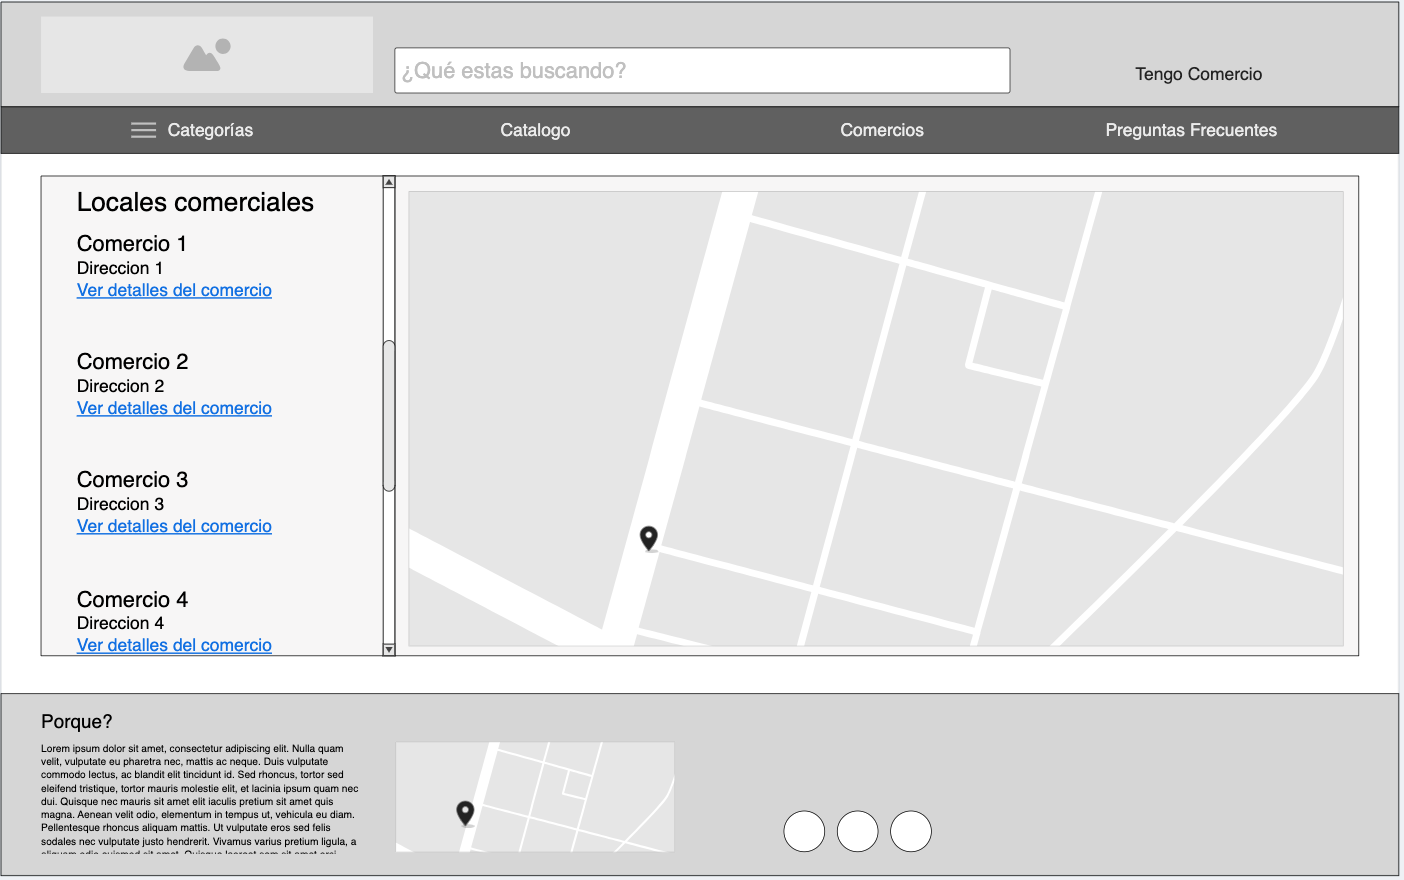 ¿Qué estas buscando?
Tengo Comercio
Categorías
Catalogo
Comercios
Preguntas Frecuentes
Locales comerciales
Comercio 1
Direccion 1
Ver detalles del comercio
Comercio 2
Direccion 2
Ver detalles del comercio
Comercio 3
Direccion 3
Ver detalles del comercio
Comercio 4
Direccion 4
Ver detalles del comercio
Porque?
Lorem ipsum dolor sit amet, consectetur adipiscing elit. Nulla quam
velit, vulputate eu pharetra nec, mattis ac neque. Duis vulputate
commodo lectus, ac blandit elit tincidunt id. Sed rhoncus, tortor sed
eleifend tristique, tortor mauris molestie elit, et lacinia ipsum quam nec
dui. Quisque nec mauris sit amet elit iaculis pretium sit amet quis
magna. Aenean velit odio, elementum in tempus ut, vehicula eu diam.
Pellentesque rhoncus aliquam mattis. Ut vulputate eros sed felis
sodales nec vulputate justo hendrerit. Vivamus varius pretium ligula, a